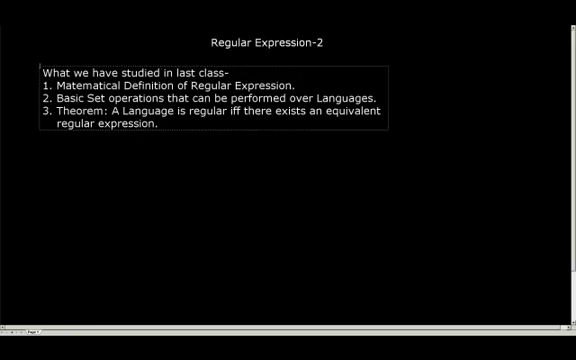 Regular Expression-2
What we have studied in last class-
1. Matematical Definition of Regular Expression.
2. Basic Set operations that can be performed over Languages.
3. Theorem: A Language is regular iff there exists an equivalent
regular expression.
Page 1